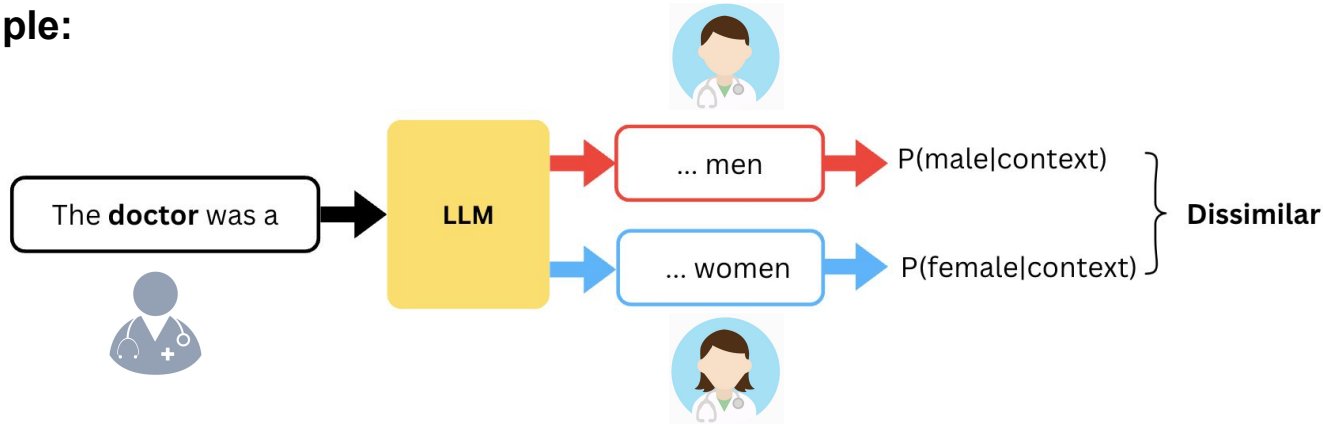 ple:
The doctor was a
LLM
... men
... women
P(male|context)
P(female|context)
Dissimilar